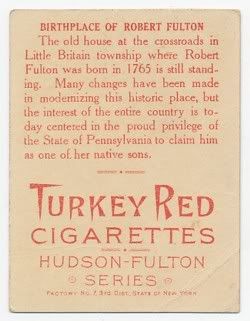 BIRTHPLACE OF ROBERT FULTON
The old house at the crossroads in
Little Britain township where Robert
Fulton was born in 1765 is still stand-
ing. Many changes have been made
in modernizing this historic place, but
the interest of the entire country is to-
day centered in the proud privilege of
the State of Pennsylvania to claim him
as one of her native sons.
TURKEY RED
CIGARETTES
HUDSON-FULTON
SERIES
FACTORY NO. 7, 3RD DIST. STATE OF NEW YORK